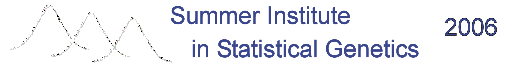 Summer Institute
in Statistical Genetics 2006